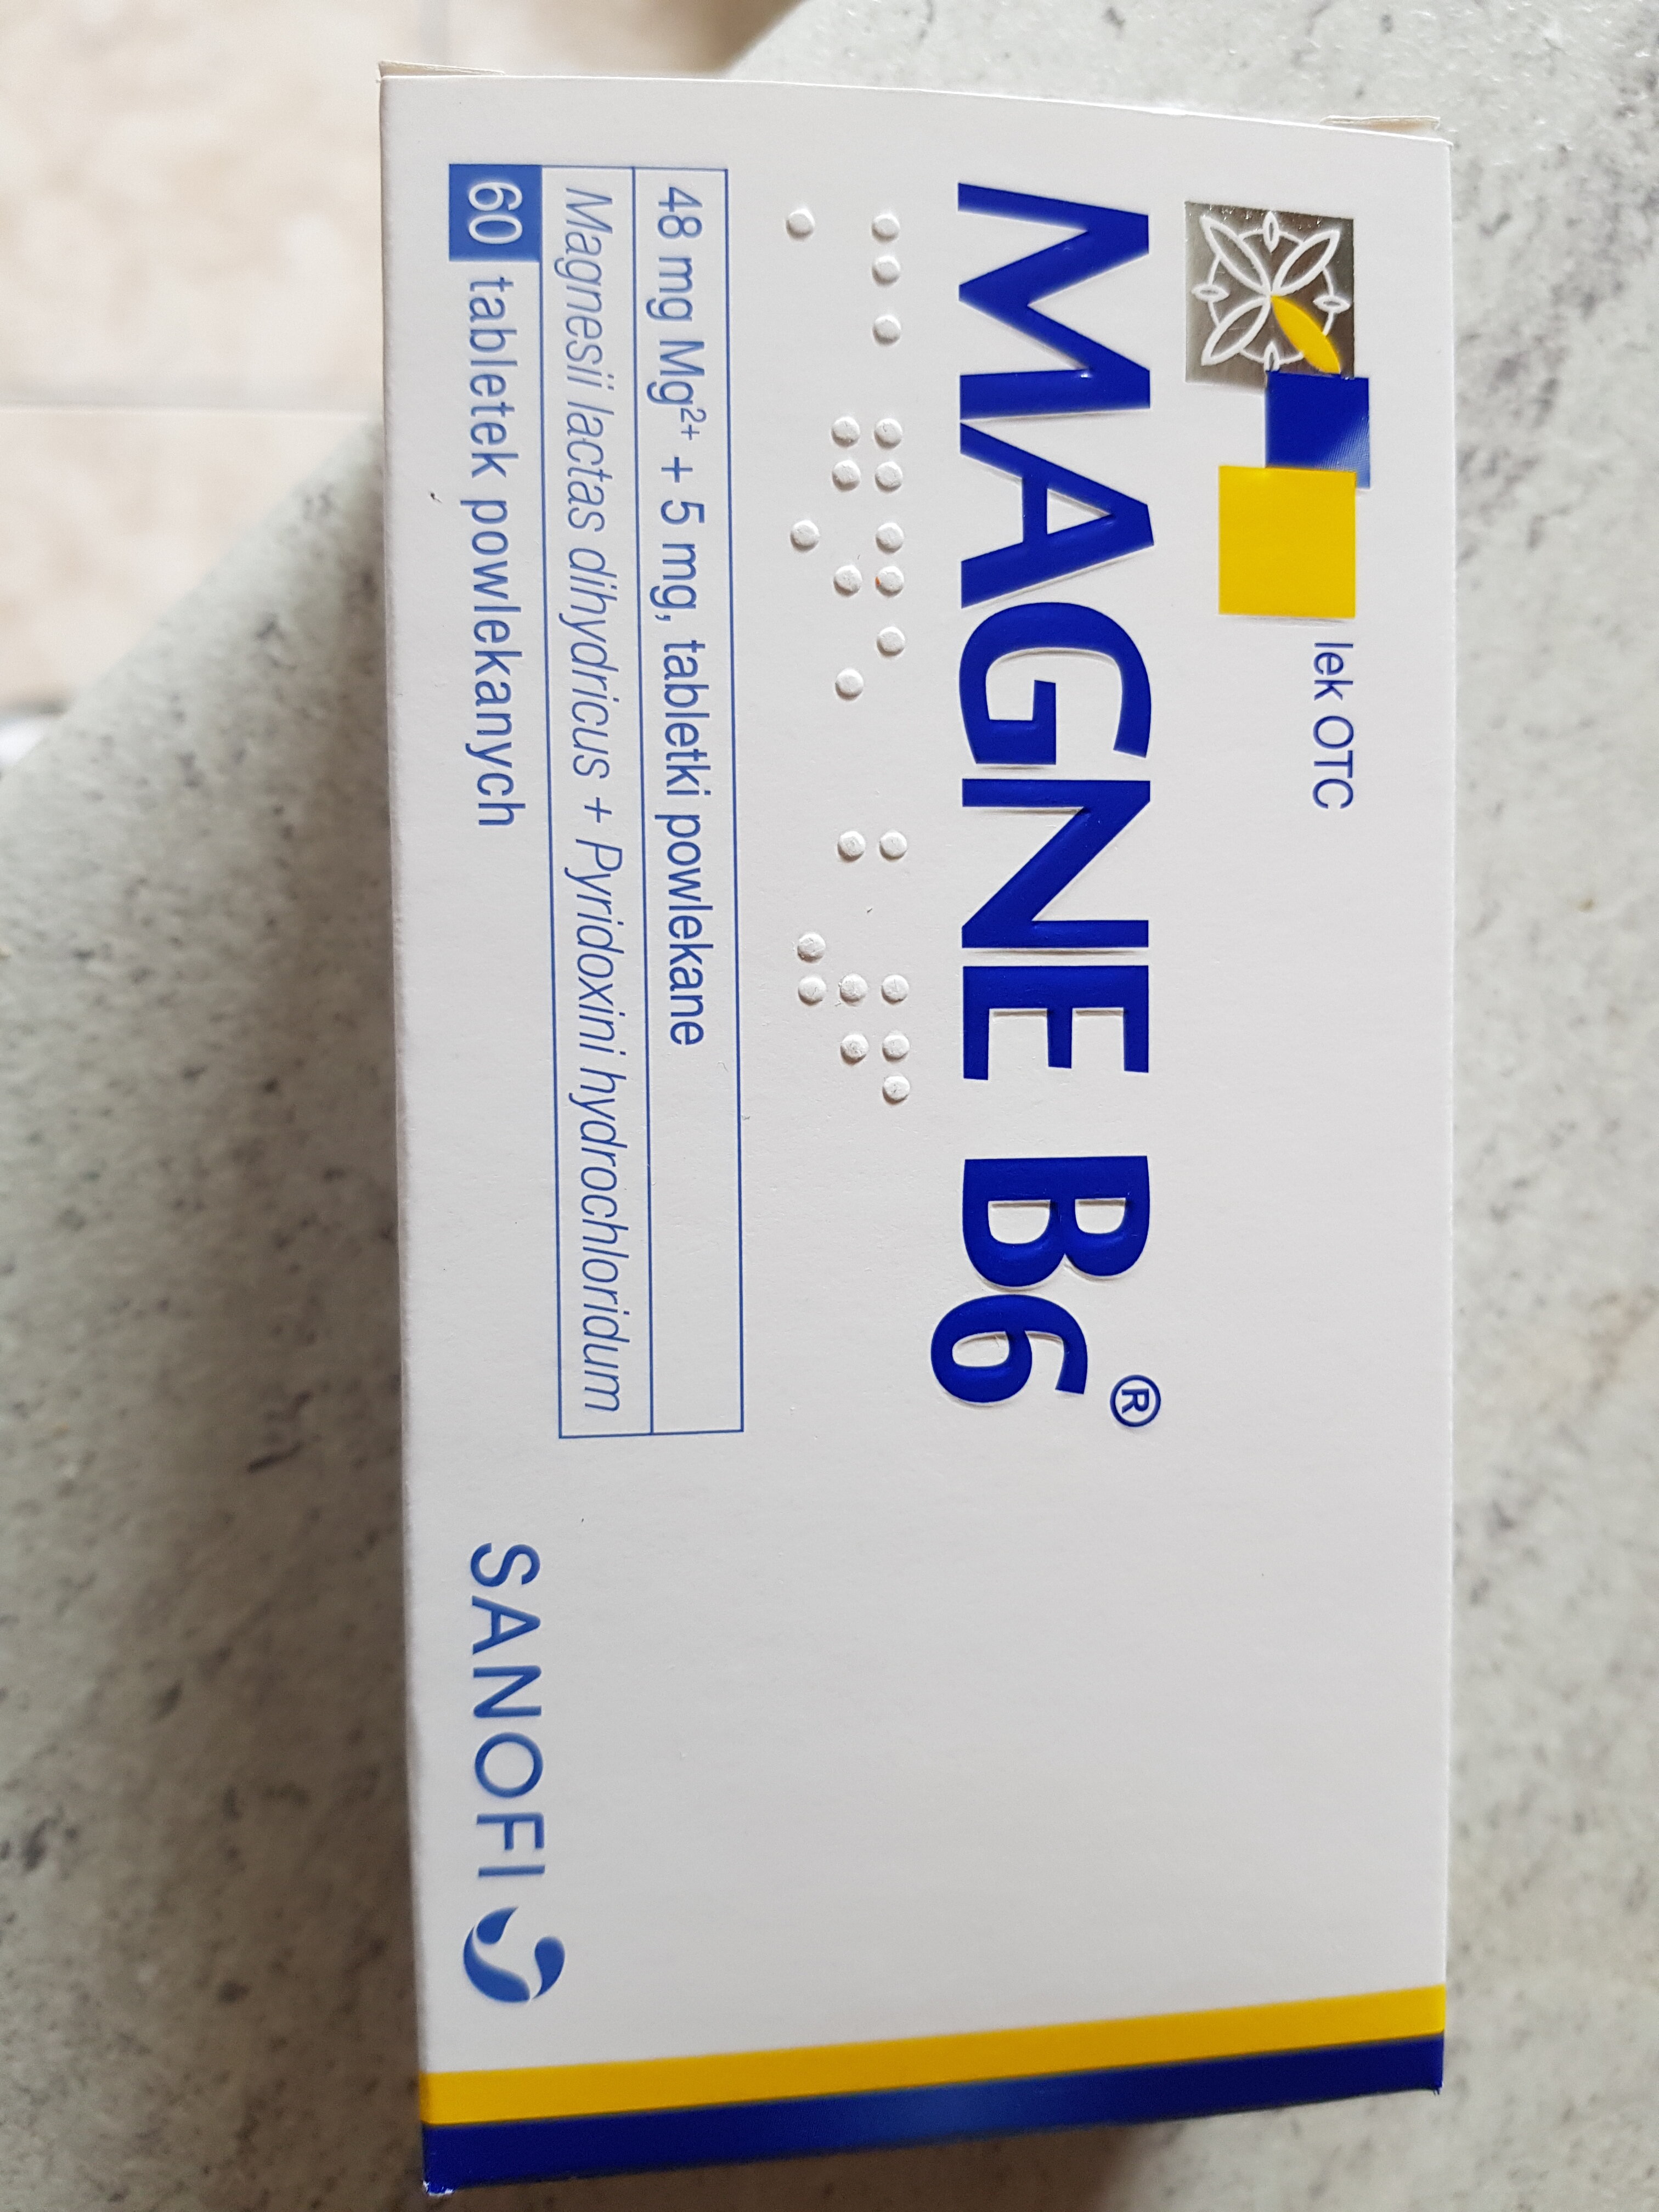 lek OTC
MAGNE B6®
48 mg Mg²⁺ + 5 mg, tabletki powlekane
Magnesii lactas dihydricus + Pyridoxini hydrochloridum
60 tabletek powlekanych
SANOFI